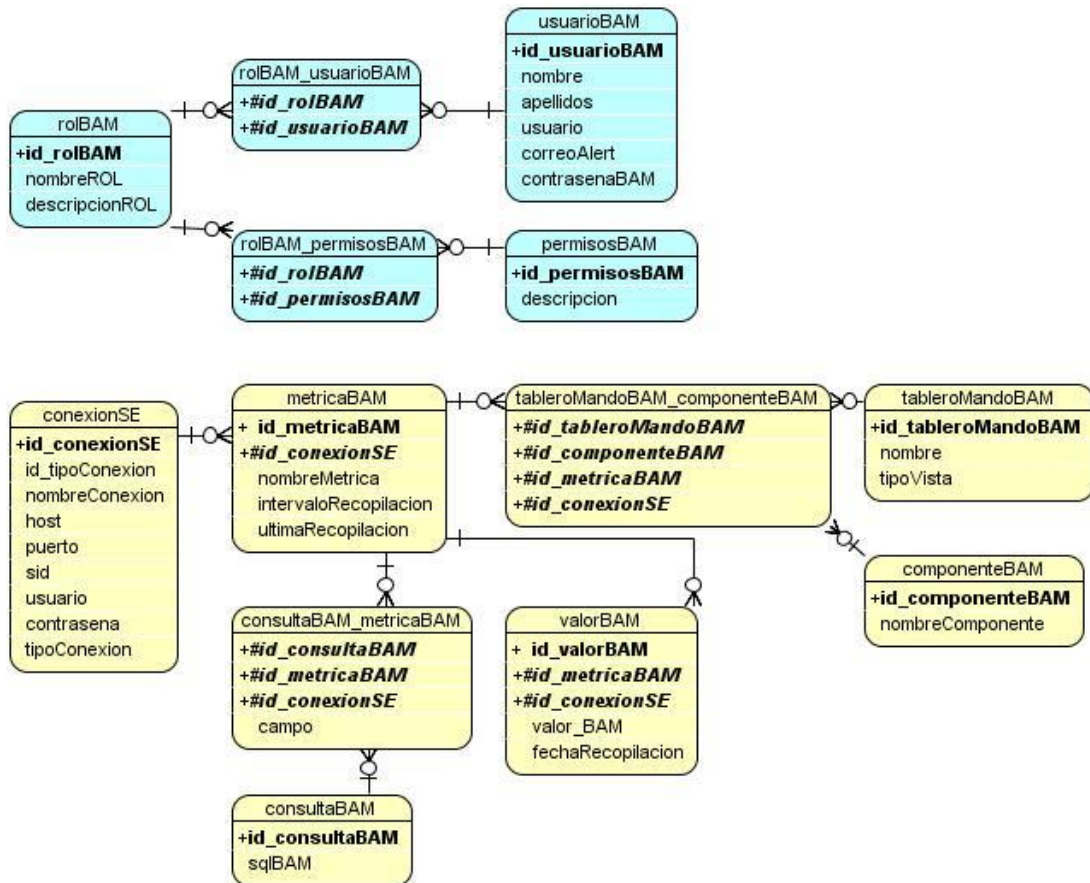 usuarioBAM
+id_usuarioBAM
nombre
apellidos
usuario
correoAlert
contrasenaBAM
rolBAM_usuarioBAM
+#id_rolBAM
+#id_usuarioBAM
rolBAM
+id_rolBAM
nombreROL
descripcionROL
rolBAM_permisosBAM
+#id_rolBAM
+#id_permisosBAM
permisosBAM
+id_permisosBAM
descripcion
conexionSE
+id_conexionSE
id_tipoConexion
nombreConexion
host
puerto
sid
usuario
contrasena
tipoConexion
metricaBAM
+ id_metricaBAM
+#id_conexionSE
nombreMetrica
intervaloRecopilacion
ultimaRecopilacion
tableroMandoBAM_componenteBAM
+#id_tableroMandoBAM
+#id_componenteBAM
+#id_metricaBAM
+#id_conexionSE
tableroMandoBAM
+id_tableroMandoBAM
nombre
tipoVista
componenteBAM
+id_componenteBAM
nombreComponente
consultaBAM_metricaBAM
+#id_consultaBAM
+#id_metricaBAM
+#id_conexionSE
campo
valorBAM
+ id_valorBAM
+#id_metricaBAM
+#id_conexionSE
valor_BAM
fechaRecopilacion
consultaBAM
+id_consultaBAM
sqlBAM